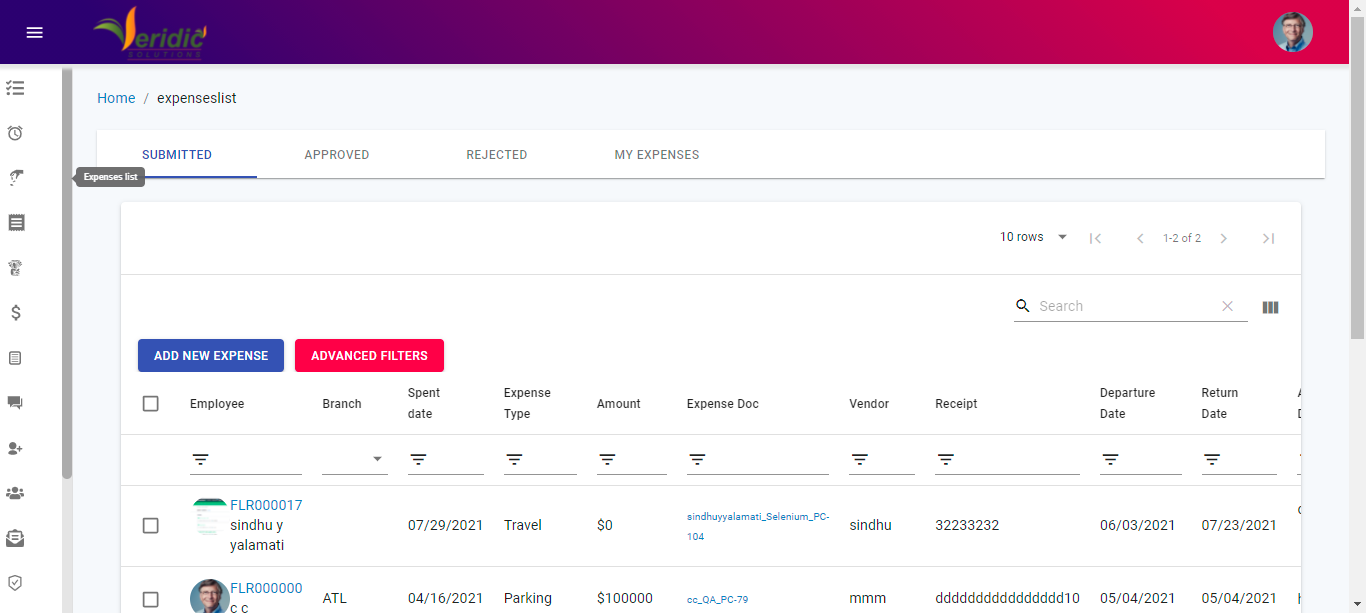 Veridic
SOLUTIONS
Home / expenseslist
SUBMITTED APPROVED REJECTED MY EXPENSES
Expenses list
10 rows 1-2 of 2
Search
ADD NEW EXPENSE ADVANCED FILTERS
Employee Branch Spent date Expense Type Amount Expense Doc Vendor Receipt Departure Date Return Date
FLR000017 sindhu y yalamati 07/29/2021 Travel $0 sindhuyyalamati_Selenium_PC-104 sindhu 32233232 06/03/2021 07/23/2021
FLR000000 c c ATL 04/16/2021 Parking $100000 cc_QA_PC-79 mmm dddddddddddddddd10 05/04/2021 05/04/2021